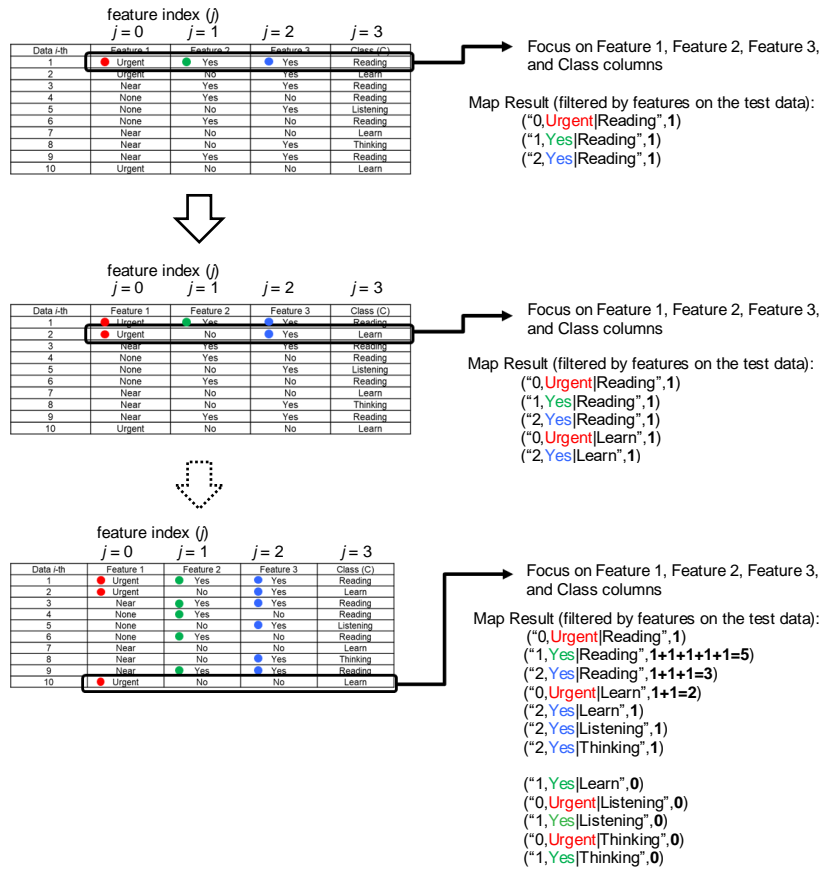 feature index (j)
j = 0 j = 1 j = 2 j = 3
Data i-th Feature 1 Feature 2 Feature 3 Class (C)
1 Urgent Yes Yes Reading
2 Urgent No Yes Learn
3 Near Yes Yes Reading
4 None Yes No Reading
5 None No Yes Listening
6 None Yes No Reading
7 Near No No Learn
8 Near No Yes Thinking
9 Near Yes Yes Reading
10 Urgent No No Learn
Focus on Feature 1, Feature 2, Feature 3,
and Class columns
Map Result (filtered by features on the test data):
(“0,Urgent|Reading”,1)
(“1,Yes|Reading”,1)
(“2,Yes|Reading”,1)
feature index (j)
j = 0 j = 1 j = 2 j = 3
Data i-th Feature 1 Feature 2 Feature 3 Class (C)
1 Urgent Yes Yes Reading
2 Urgent No Yes Learn
3 Near Yes Yes Reading
4 None Yes No Reading
5 None No Yes Listening
6 None Yes No Reading
7 Near No No Learn
8 Near No Yes Thinking
9 Near Yes Yes Reading
10 Urgent No No Learn
Focus on Feature 1, Feature 2, Feature 3,
and Class columns
Map Result (filtered by features on the test data):
(“0,Urgent|Reading”,1)
(“1,Yes|Reading”,1)
(“2,Yes|Reading”,1)
(“0,Urgent|Learn”,1)
(“2,Yes|Learn”,1)
feature index (j)
j = 0 j = 1 j = 2 j = 3
Data i-th Feature 1 Feature 2 Feature 3 Class (C)
1 Urgent Yes Yes Reading
2 Urgent No Yes Learn
3 Near Yes Yes Reading
4 None Yes No Reading
5 None No Yes Listening
6 None Yes No Reading
7 Near No No Learn
8 Near No Yes Thinking
9 Near Yes Yes Reading
10 Urgent No No Learn
Focus on Feature 1, Feature 2, Feature 3,
and Class columns
Map Result (filtered by features on the test data):
(“0,Urgent|Reading”,1)
(“1,Yes|Reading”,1+1+1+1+1=5)
(“2,Yes|Reading”,1+1+1=3)
(“0,Urgent|Learn”,1+1=2)
(“2,Yes|Learn”,1)
(“2,Yes|Listening”,1)
(“2,Yes|Thinking”,1)
(“1,Yes|Learn”,0)
(“0,Urgent|Listening”,0)
(“1,Yes|Listening”,0)
(“0,Urgent|Thinking”,0)
(“1,Yes|Thinking”,0)